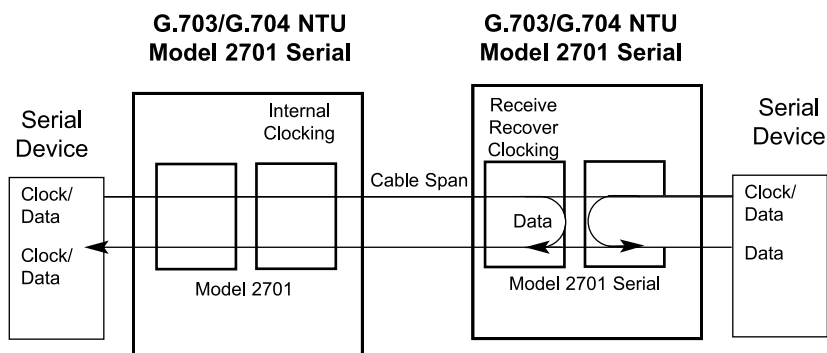 G.703/G.704 NTU
Model 2701 Serial
G.703/G.704 NTU
Model 2701 Serial
Serial
Device
Internal
Clocking
Receive
Recover
Clocking
Serial
Device
Cable Span
Clock/
Data
Clock/
Data
Data
Clock/
Data
Data
Model 2701
Model 2701 Serial